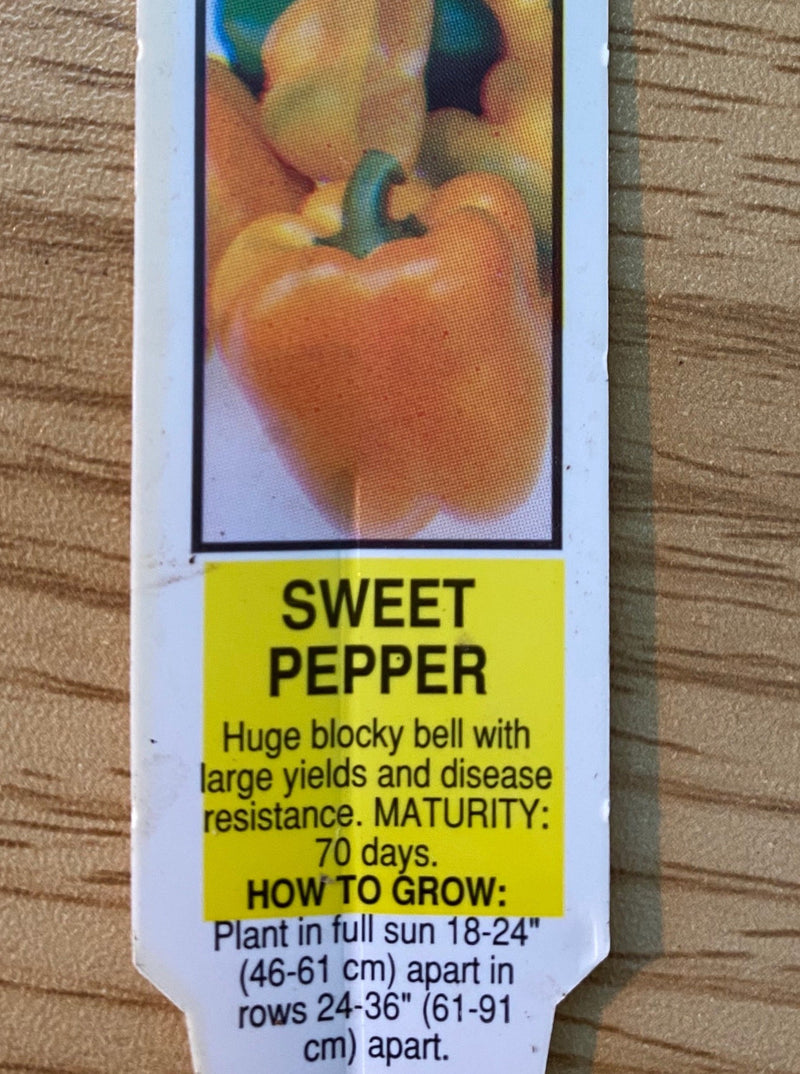 SWEET
PEPPER
Huge blocky bell with
large yields and disease
resistance. MATURITY:
70 days.
HOW TO GROW:
Plant in full sun 18-24"
(46-61 cm) apart in
rows 24-36" (61-91
cm) apart.